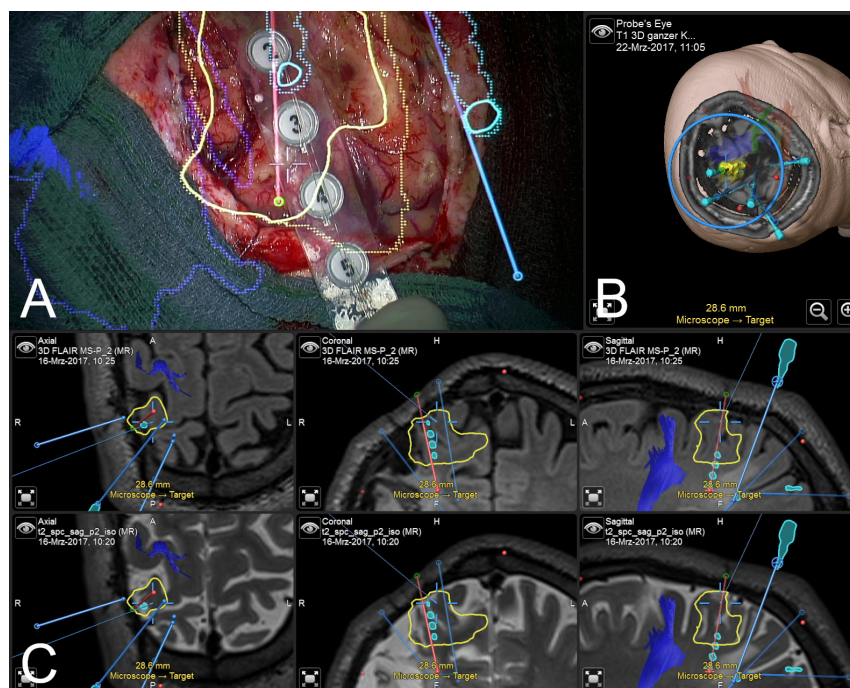 3
5
A
Probe's Eye
T1 3D ganzer K...
22-Mrz-2017, 11:05
B
28.6 mm
Microscope → Target
Axial
3D FLAIR MS-P_2 (MR)
16-Mrz-2017, 10:25
A
R
L
28.6 mm
Microscope → Target
P
Coronal
3D FLAIR MS-P_2 (MR)
16-Mrz-2017, 10:25
H
R
L
28.6 mm
Microscope → Target
F
Sagittal
3D FLAIR MS-P_2 (MR)
16-Mrz-2017, 10:25
H
A
28.6 mm
Microscope → Target
F
Axial
t2_spc_sag_p2_iso (MR)
16-Mrz-2017, 10:20
A
R
L
28.6 mm
Microscope → Target
P
C
Coronal
t2_spc_sag_p2_iso (MR)
16-Mrz-2017, 10:20
H
R
L
28.6 mm
Microscope → Target
F
Sagittal
t2_spc_sag_p2_iso (MR)
16-Mrz-2017, 10:20
H
A
28.6 mm
Microscope → Target
F